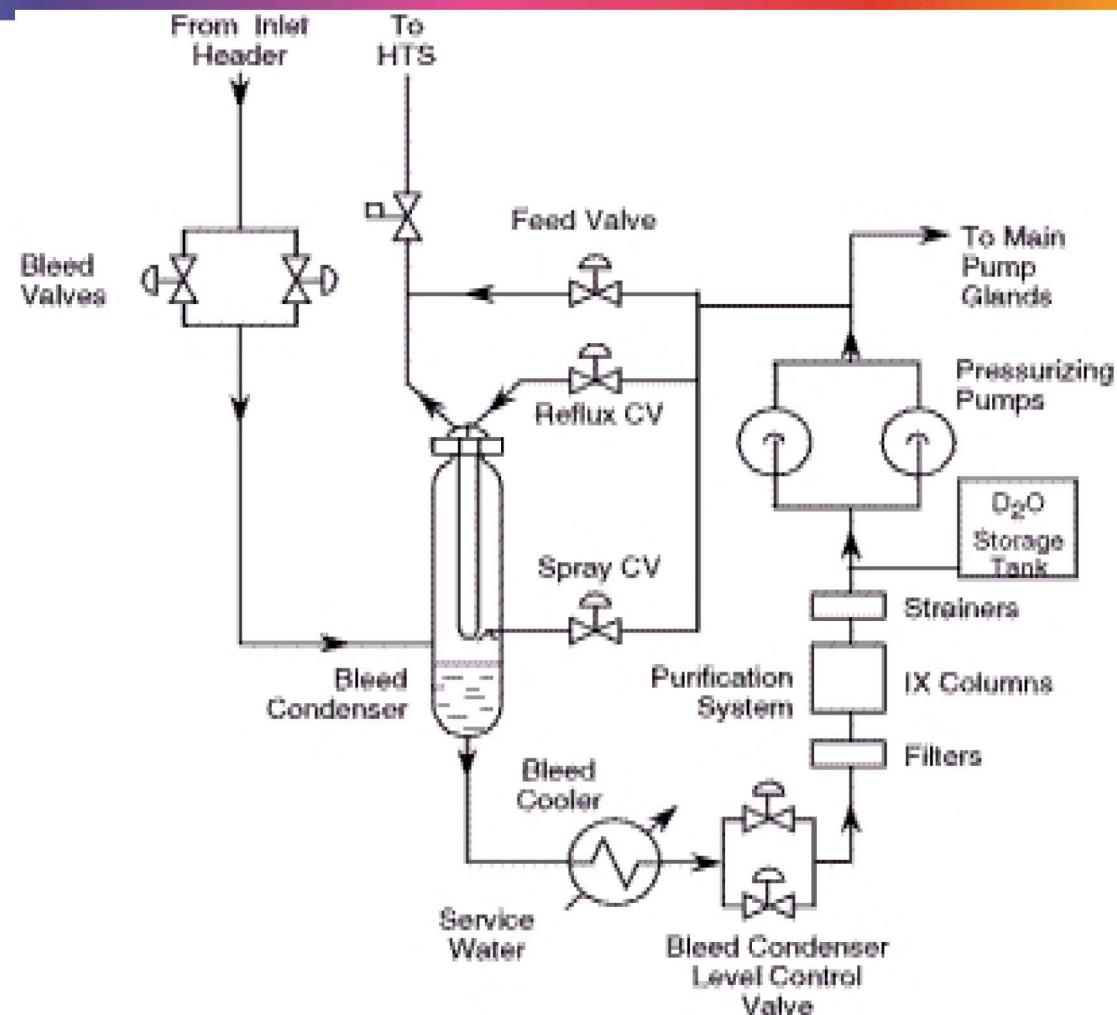 From Inlet
Header
To
HTS
Feed Valve
To Main
Pump
Glands
Bleed
Valves
Pressurizing
Pumps
Reflux CV
D2O
Storage
Tank
Spray CV
Strainers
Bleed
Condenser
Purification
System
IX Columns
Filters
Bleed
Cooler
Service
Water
Bleed Condenser
Level Control
Valve